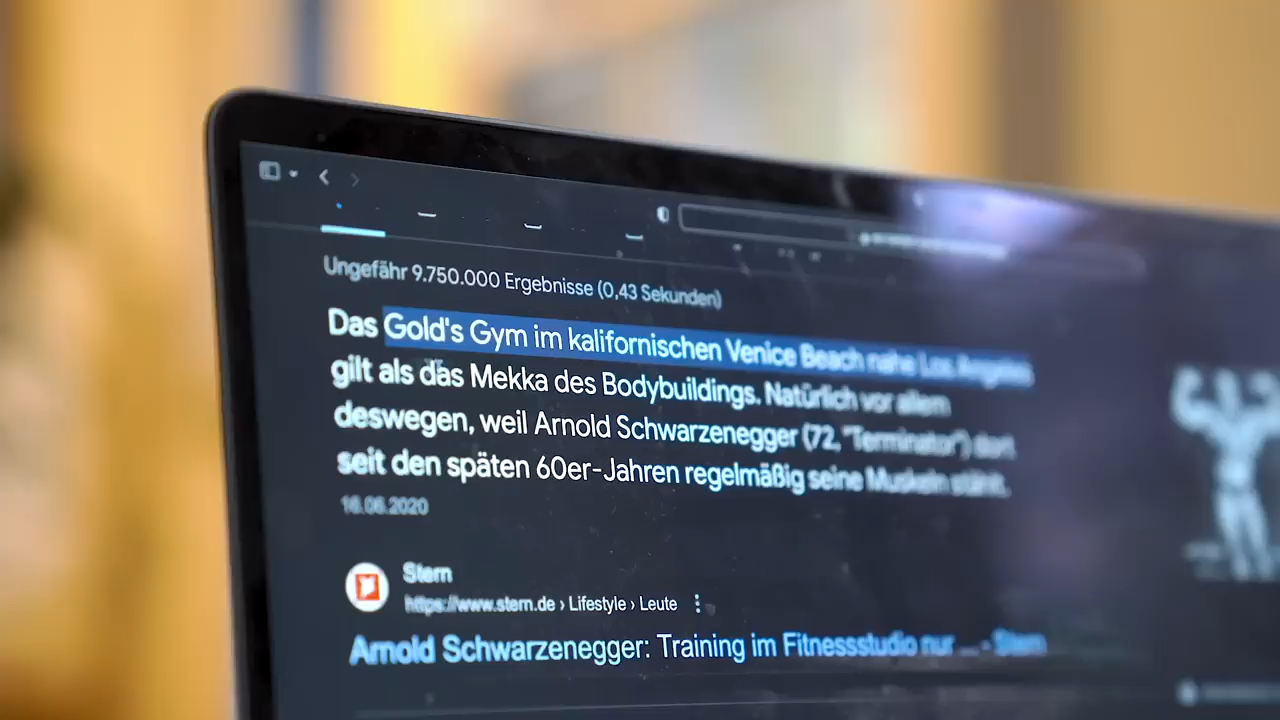 Ungefähr 9.750.000 Ergebnisse (0,43 Sekunden)
Das Gold's Gym im kalifornischen Venice Beach nahe Los Angeles
gilt als das Mekka des Bodybuildings. Natürlich vor allem
deswegen, weil Arnold Schwarzenegger (72, "Terminator") dort
seit den späten 60er-Jahren regelmäßig seine Muskeln stählt.
16.06.2020
Stern
https://www.stern.de › Lifestyle › Leute
Arnold Schwarzenegger: Training im Fitnessstudio nur ... - Stern